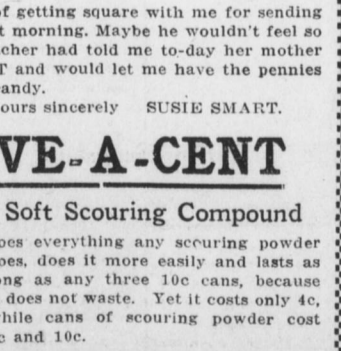 of getting square with me for sending
t morning. Maybe he wouldn't feel so
cher had told me to-day her mother
T and would let me have the pennies
andy.
ours sincerely SUSIE SMART.
VE-A-CENT
Soft Scouring Compound
oes everything any sccuring powder
oes, does it more easily and lasts as
ong as any three 10c cans, because
does not waste. Yet it costs only 4c,
while cans of scouring powder cost
c and 10c.